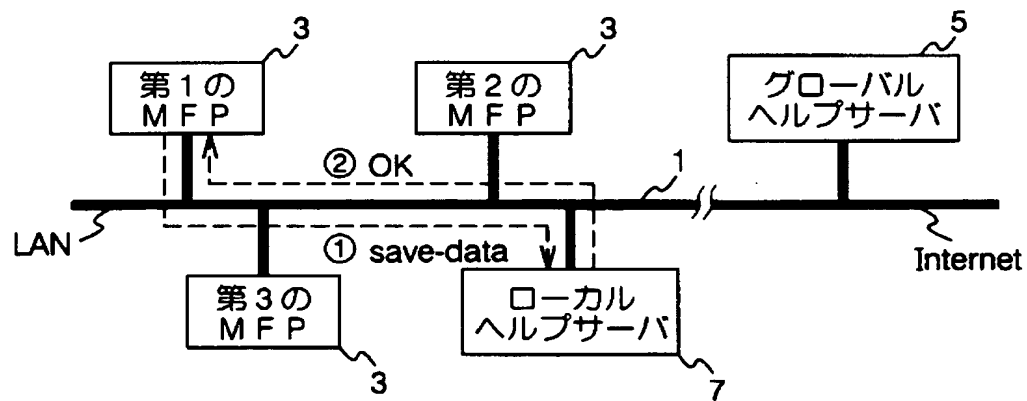 3
3
5
第1の
MFP
第2の
MFP
グローバル
ヘルプサーバ
② OK
1
LAN
① save-data
Internet
第3の
MFP
ローカル
ヘルプサーバ
3
7